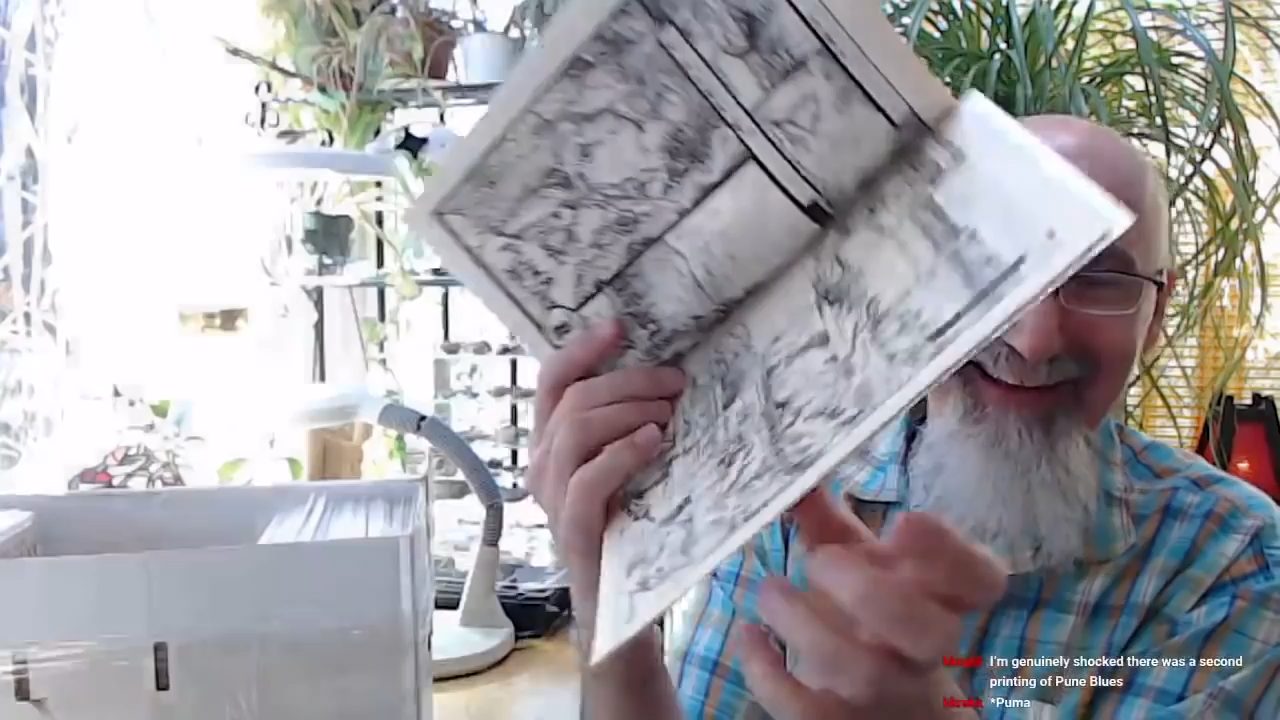 I'm genuinely shocked there was a second
printing of Pune Blues
*Puma